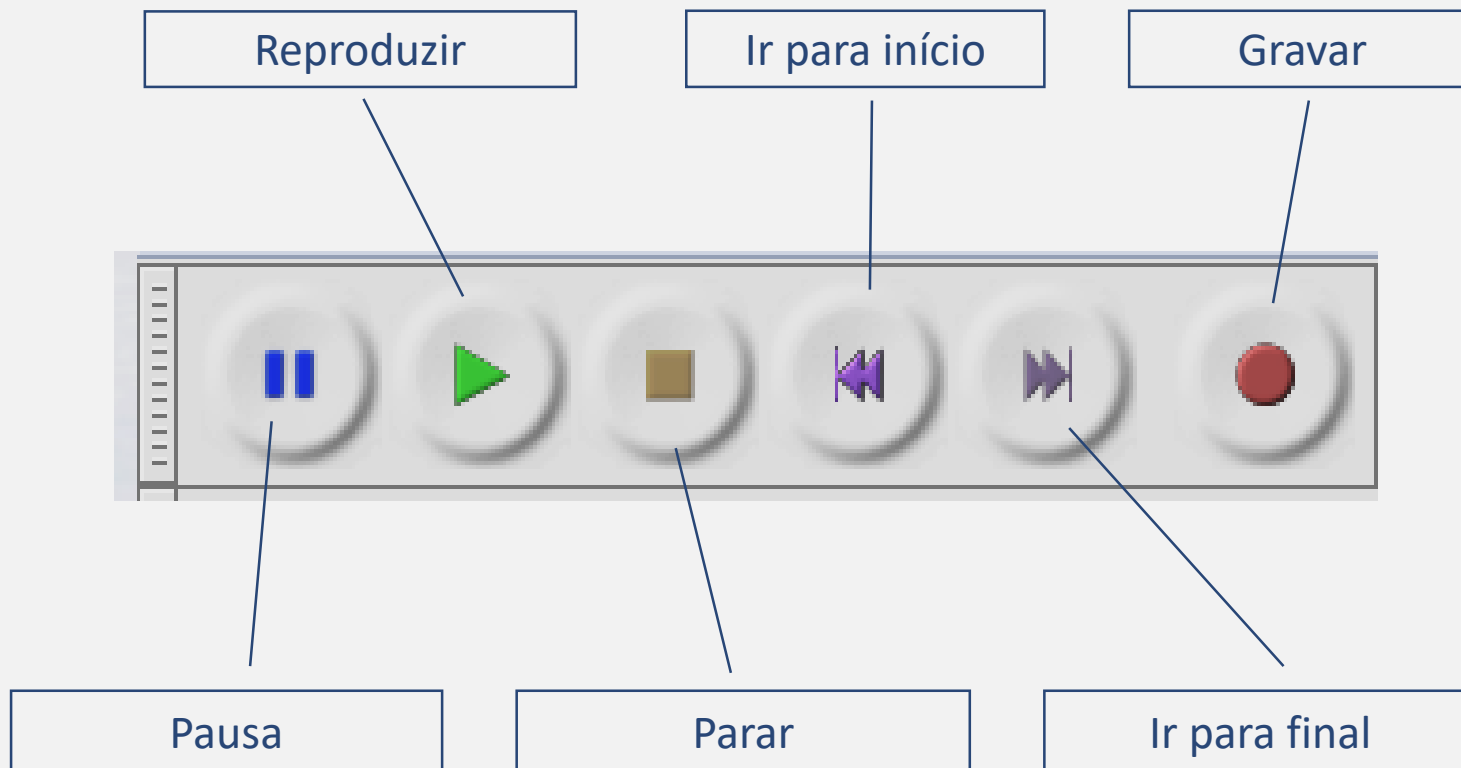 Reproduzir
Ir para início
Gravar
Pausa
Parar
Ir para final